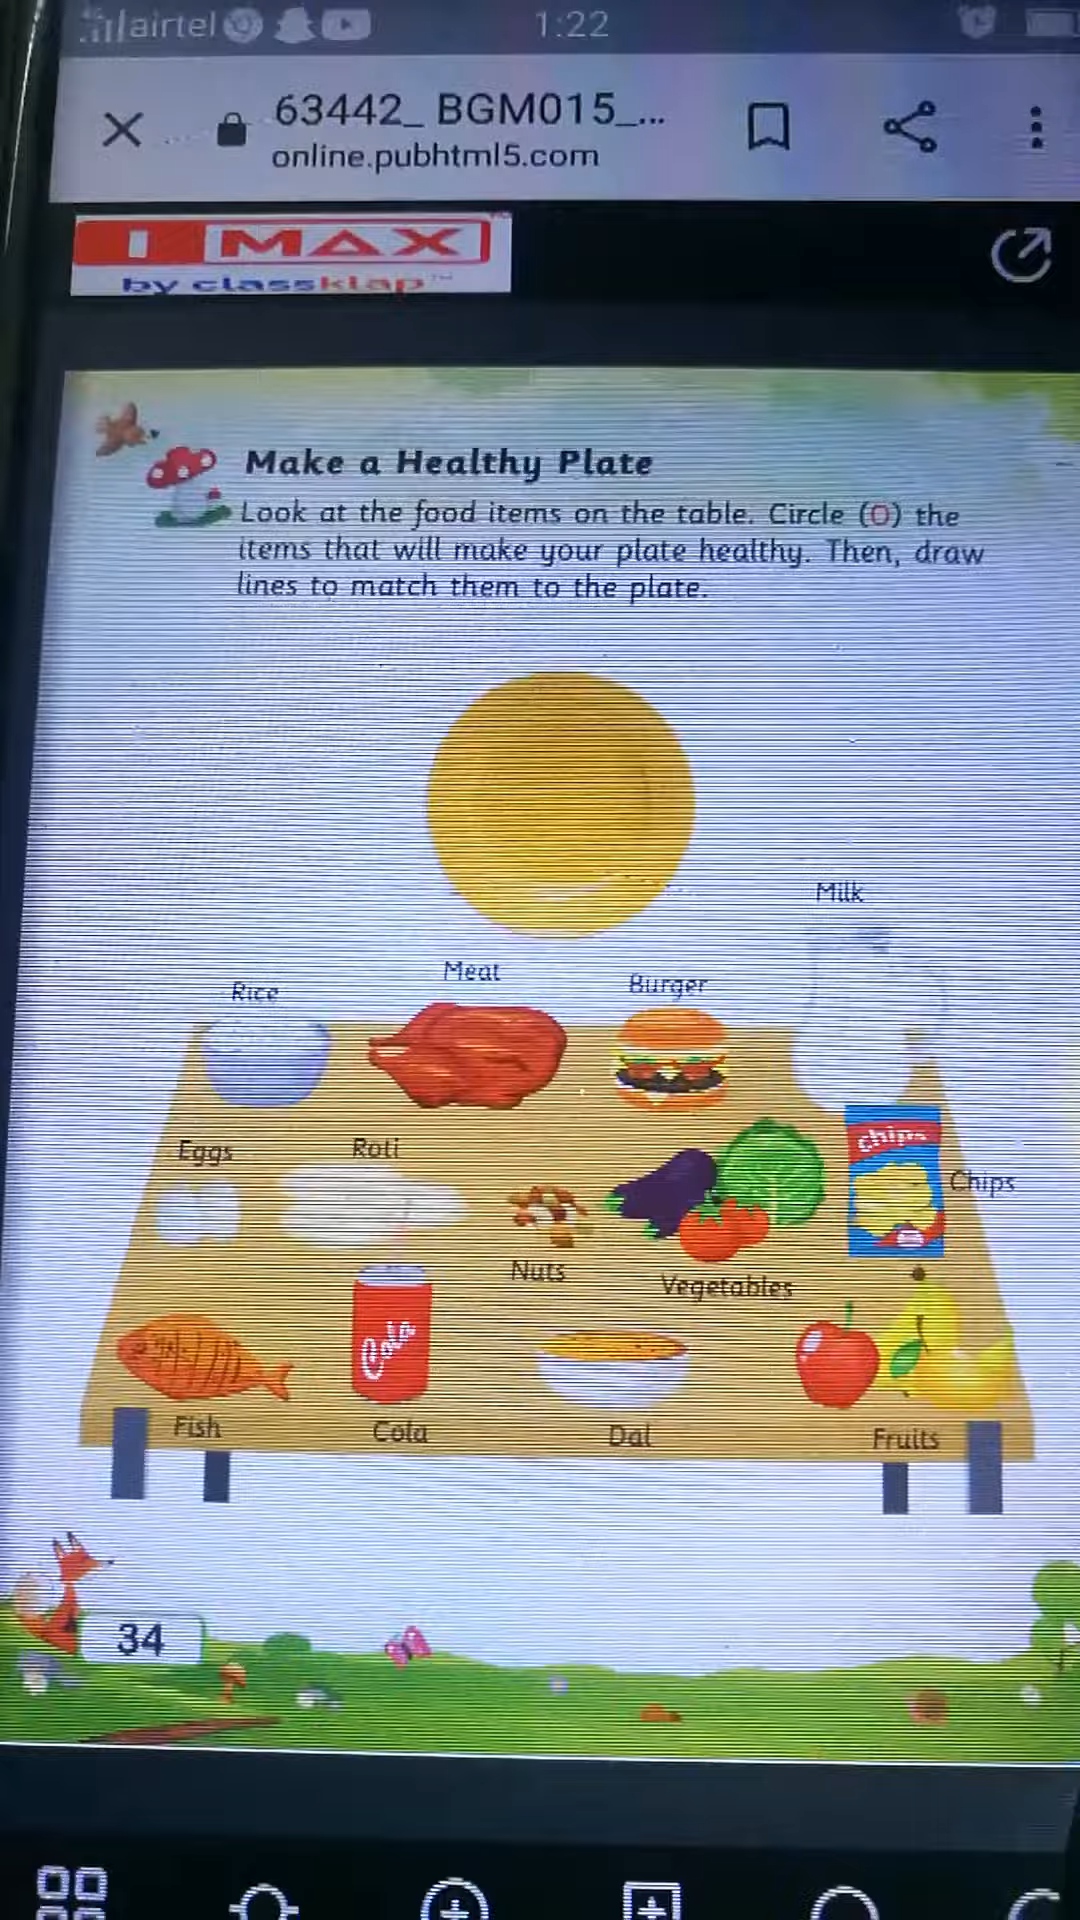 airtel 1:22
63442_ BGM015_...
online.pubhtml5.com
I MAX
by classklap™
Make a Healthy Plate
Look at the food items on the table. Circle (O) the
items that will make your plate healthy. Then, draw
lines to match them to the plate.
Milk
Meat
Rice
Burger
Chips
Eggs
Roti
Chips
Nuts
Vegetables
Cola
Fish
Cola
Dal
Fruits
34